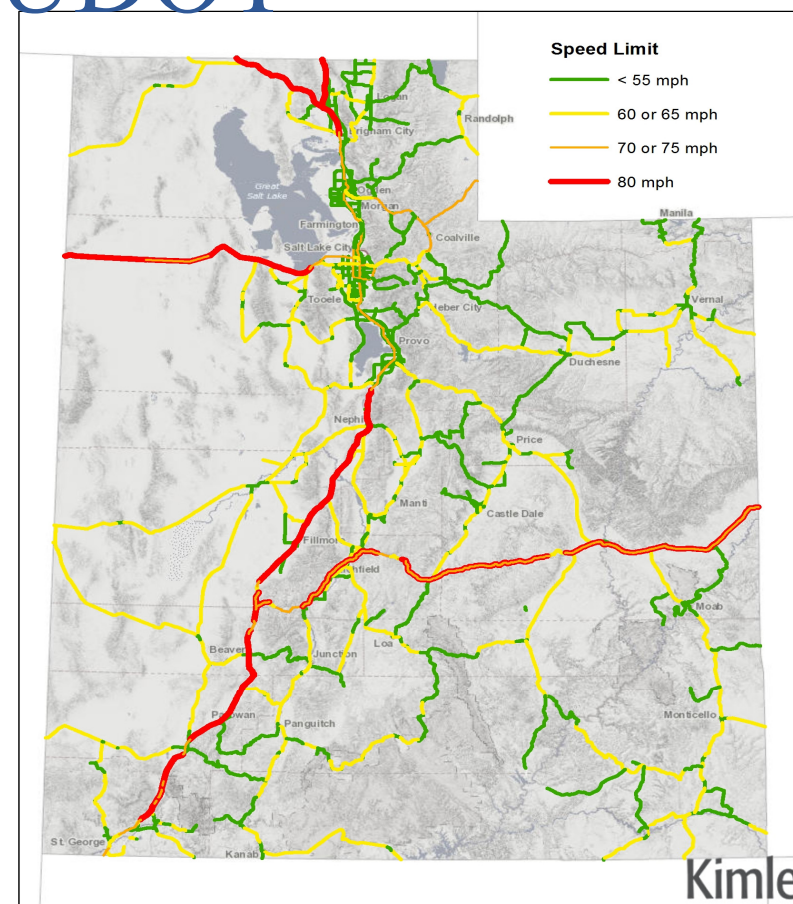 UDOT
Speed Limit
< 55 mph
60 or 65 mph
70 or 75 mph
80 mph
Logan
Randolph
Brigham City
Great
Salt Lake
Ogden
Morgan
Farmington
Manila
Coalville
Salt Lake City
Tooele
Heber City
Vernal
Provo
Duchesne
Nephi
Price
Manti
Castle Dale
Fillmore
Richfield
Moab
Loa
Beaver
Junction
Parowan
Panguitch
Monticello
St. George
Kanab
Kimle